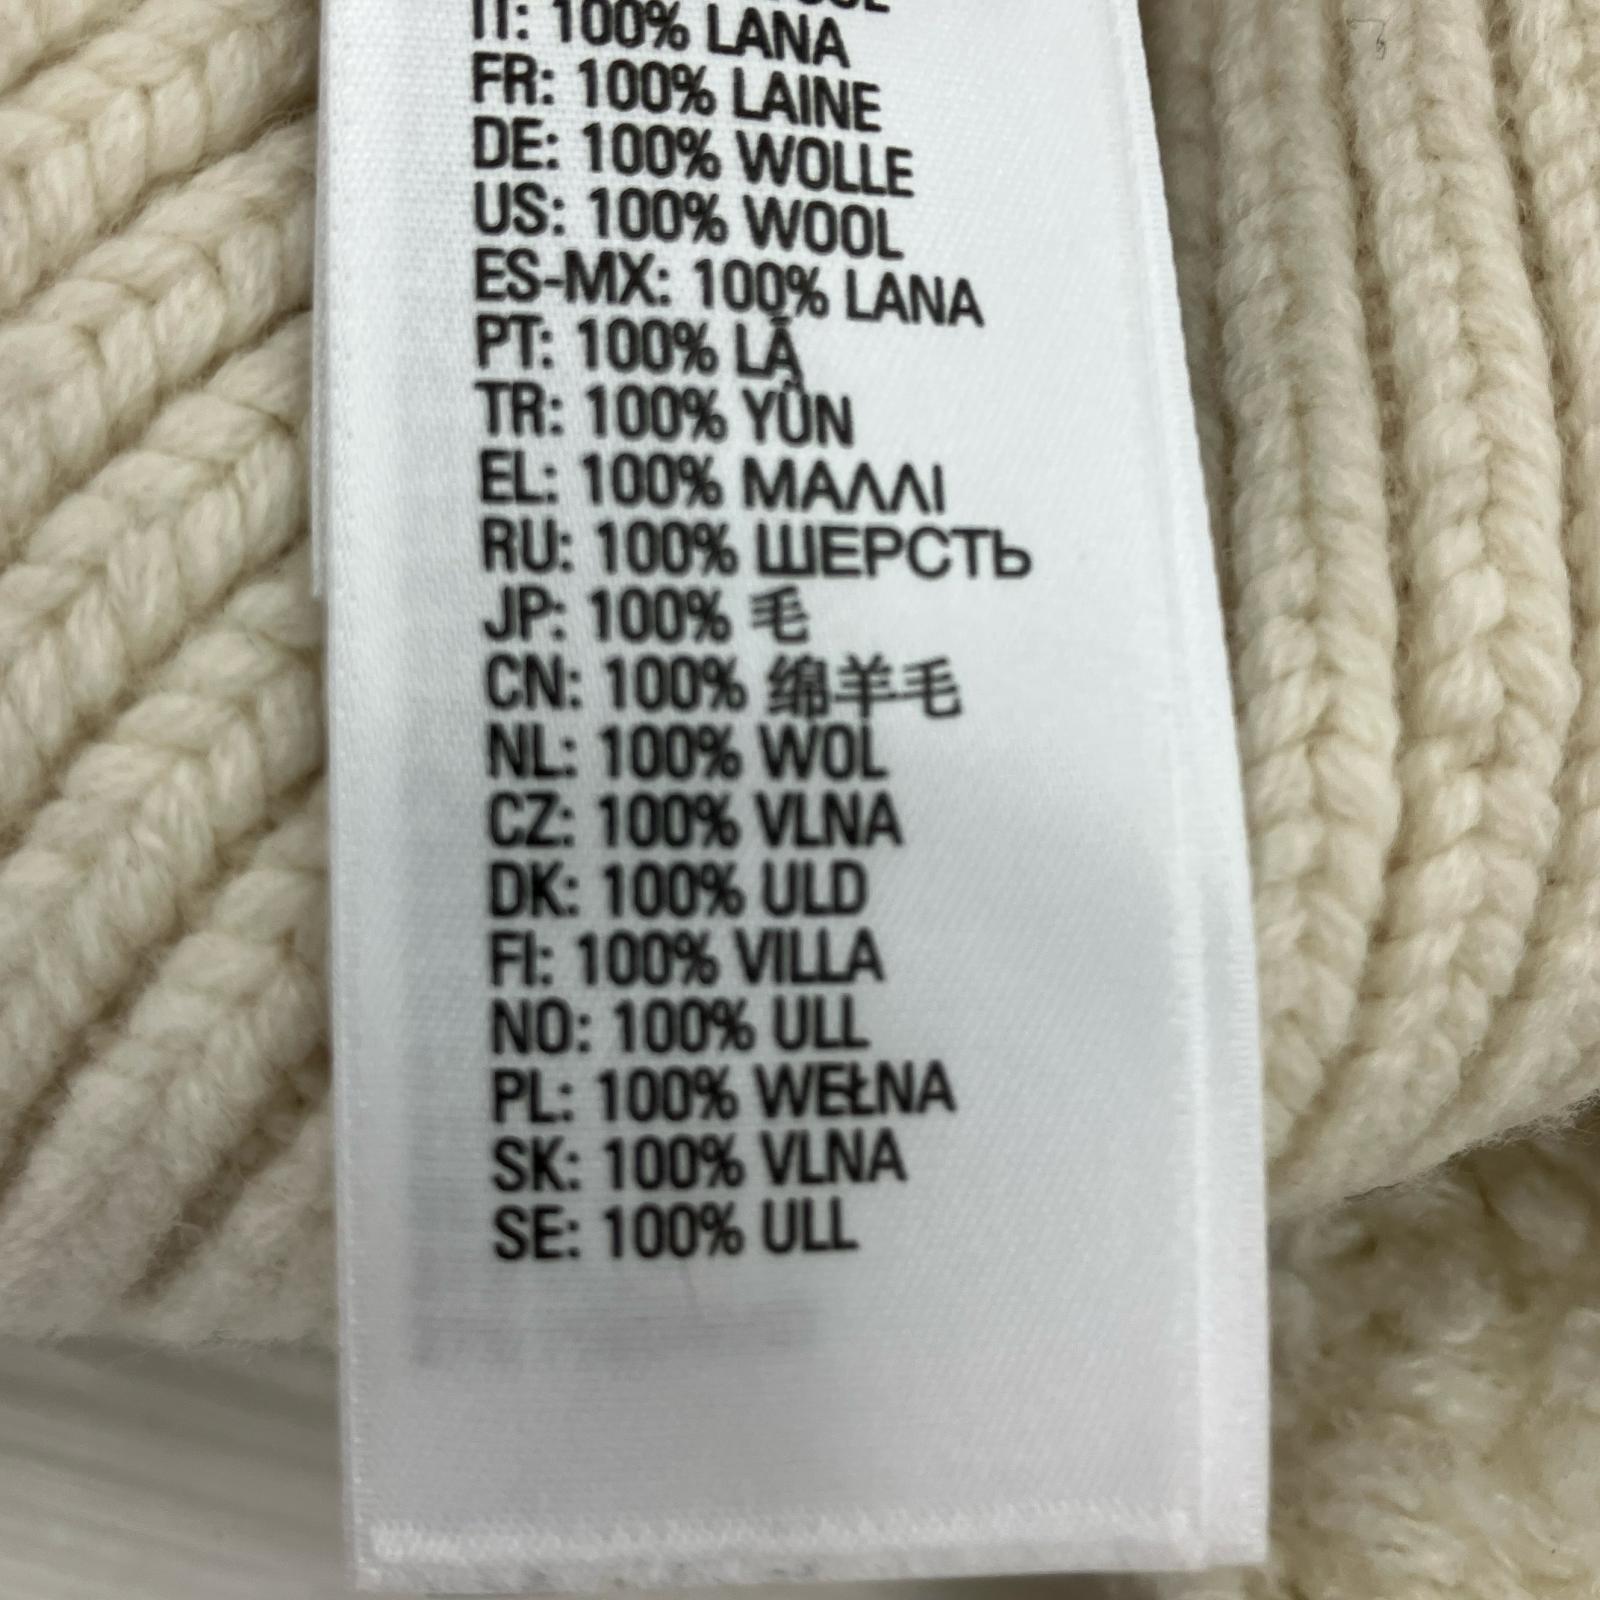 IT: 100% LANA
FR: 100% LAINE
DE: 100% WOLLE
US: 100% WOOL
ES-MX: 100% LANA
PT: 100% LÃ
TR: 100% YÜN
EL: 100% ΜΑΛΛΙ
RU: 100% ШЕРСТЬ
JP: 100% 毛
CN: 100% 绵羊毛
NL: 100% WOL
CZ: 100% VLNA
DK: 100% ULD
FI: 100% VILLA
NO: 100% ULL
PL: 100% WEŁNA
SK: 100% VLNA
SE: 100% ULL